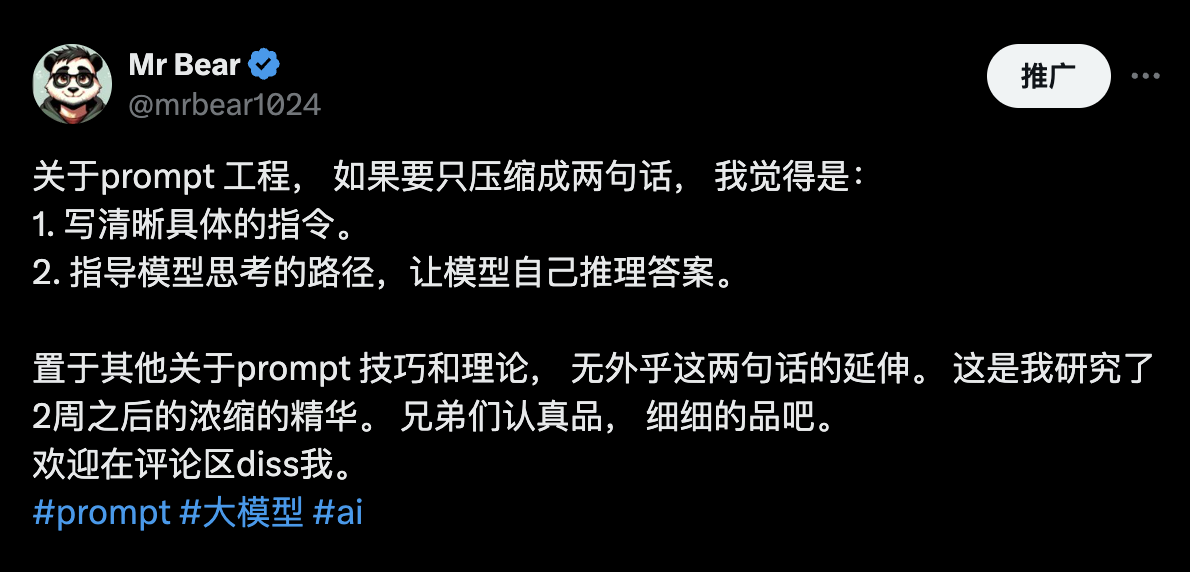 Mr Bear
@mrbear1024
推广
关于prompt 工程， 如果要只压缩成两句话， 我觉得是：
1. 写清晰具体的指令。
2. 指导模型思考的路径，让模型自己推理答案。
置于其他关于prompt 技巧和理论， 无外乎这两句话的延伸。 这是我研究了
2周之后的浓缩的精华。 兄弟们认真品， 细细的品吧。
欢迎在评论区diss我。
#prompt #大模型 #ai